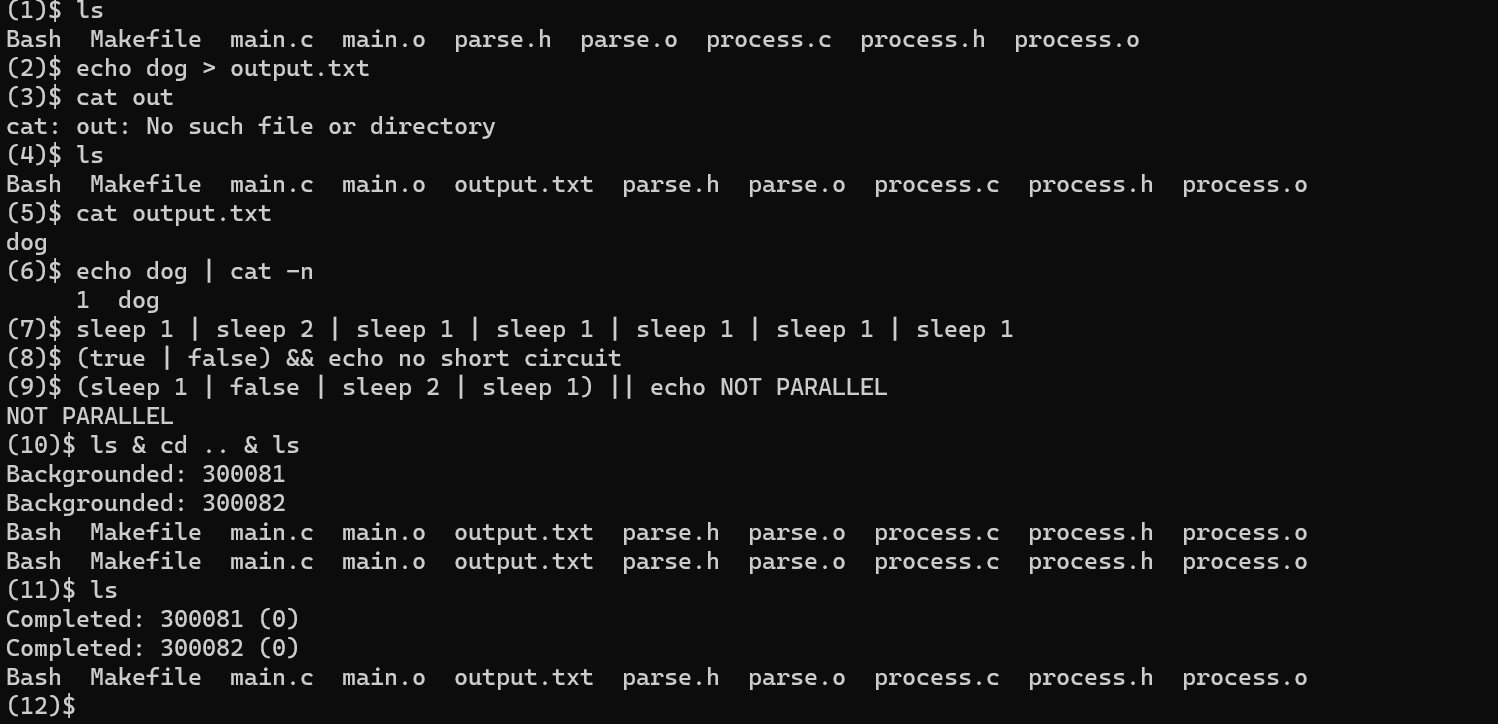 (1)$ ls
Bash  Makefile  main.c  main.o  parse.h  parse.o  process.c  process.h  process.o
(2)$ echo dog > output.txt
(3)$ cat out
cat: out: No such file or directory
(4)$ ls
Bash  Makefile  main.c  main.o  output.txt  parse.h  parse.o  process.c  process.h  process.o
(5)$ cat output.txt
dog
(6)$ echo dog | cat -n
     1  dog
(7)$ sleep 1 | sleep 2 | sleep 1 | sleep 1 | sleep 1 | sleep 1 | sleep 1
(8)$ (true | false) && echo no short circuit
(9)$ (sleep 1 | false | sleep 2 | sleep 1) || echo NOT PARALLEL
NOT PARALLEL
(10)$ ls & cd .. & ls
Backgrounded: 300081
Backgrounded: 300082
Bash  Makefile  main.c  main.o  output.txt  parse.h  parse.o  process.c  process.h  process.o
Bash  Makefile  main.c  main.o  output.txt  parse.h  parse.o  process.c  process.h  process.o
(11)$ ls
Completed: 300081 (0)
Completed: 300082 (0)
Bash  Makefile  main.c  main.o  output.txt  parse.h  parse.o  process.c  process.h  process.o
(12)$